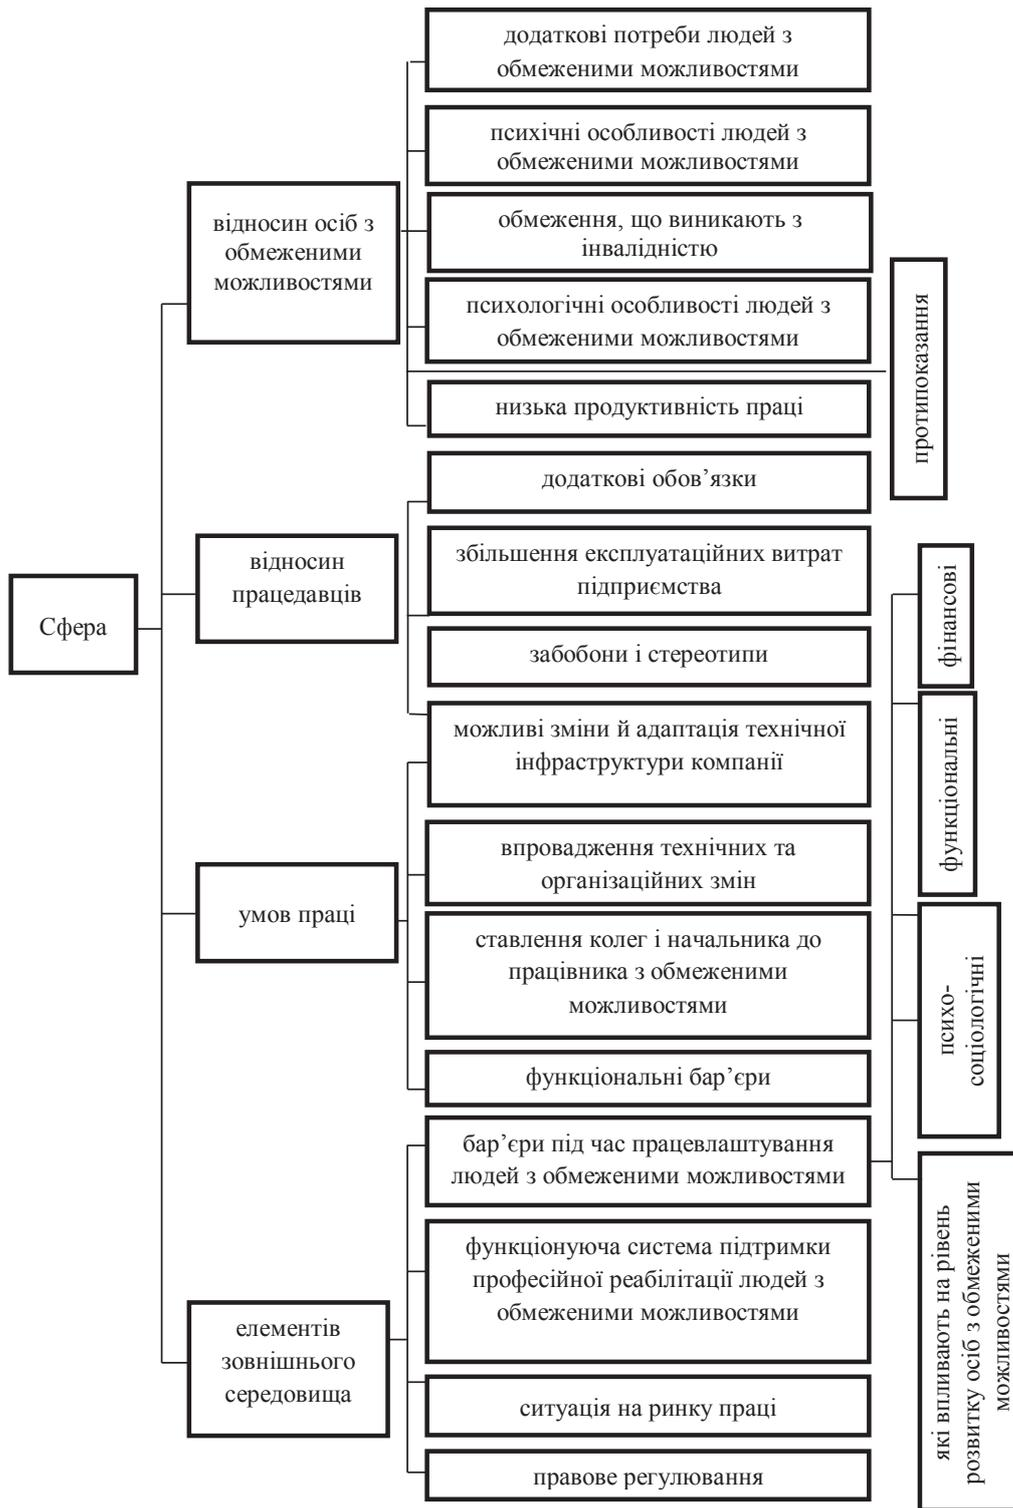 Сфера
відносин осіб з
обмеженими
можливостями
додаткові потреби людей з
обмеженими можливостями
психічні особливості людей з
обмеженими можливостями
обмеження, що виникають з
інвалідністю
психологічні особливості людей з
обмеженими можливостями
низька продуктивність праці
протипоказання
відносин
працедавців
додаткові обов’язки
збільшення експлуатаційних витрат
підприємства
забобони і стереотипи
можливі зміни й адаптація технічної
інфраструктури компанії
умов праці
впровадження технічних та
організаційних змін
ставлення колег і начальника до
працівника з обмеженими
можливостями
функціональні бар’єри
елементів
зовнішнього
середовища
бар’єри під час працевлаштування
людей з обмеженими можливостями
функціонуюча система підтримки
професійної реабілітації людей з
обмеженими можливостями
ситуація на ринку праці
правове регулювання
фінансові
функціональні
психо-
соціологічні
які впливають на рівень
розвитку осіб з обмеженими
можливостями